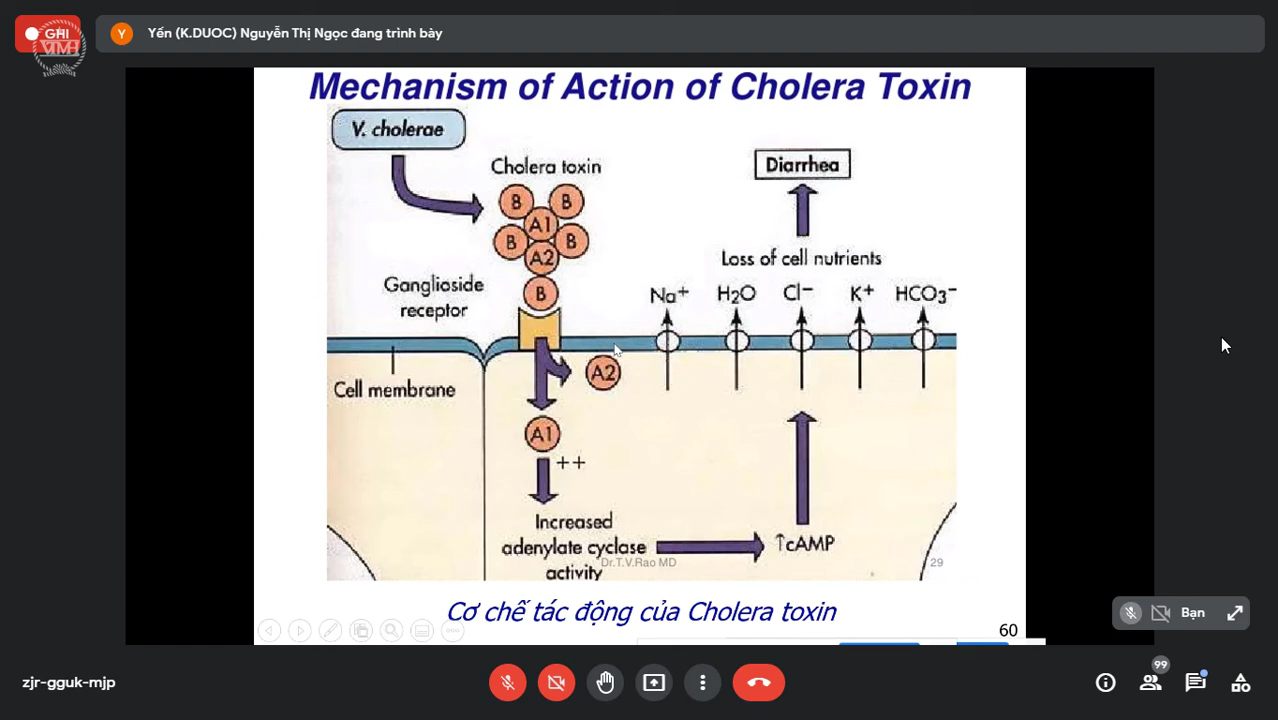 GHI
VTMH
Y
Yến (K.DUOC) Nguyễn Thị Ngọc đang trình bày
Mechanism of Action of Cholera Toxin
V. cholerae
Cholera toxin
B
B
A1
B
B
A2
B
Ganglioside
receptor
Diarrhea
Loss of cell nutrients
Na+ H2O Cl− K+ HCO3−
Cell membrane
A2
A1
++
Increased
adenylate cyclase
activity
↑cAMP
Dr.T.V.Rao MD
29
Cơ chế tác động của Cholera toxin
60
Bạn
zjr-gguk-mjp
99